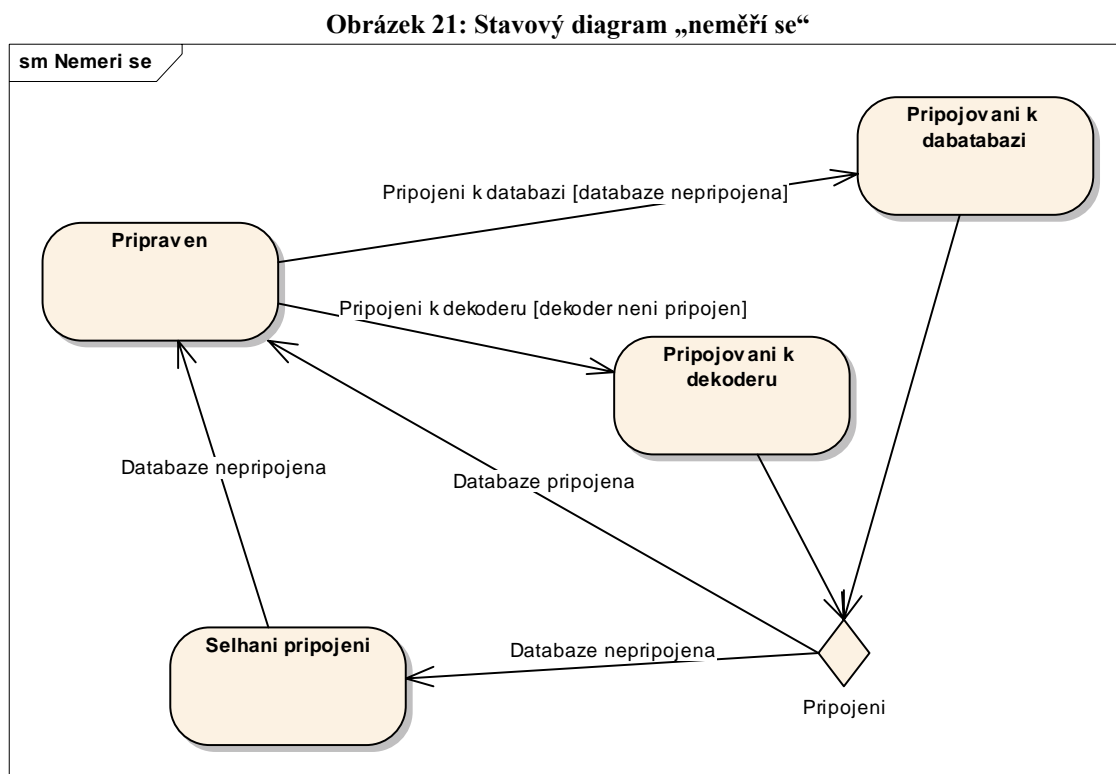 Obrázek 21: Stavový diagram „neměří se“
sm Nemeri se
Pripojovani k
dabatabazi
Pripojeni k databazi [databaze nepripojena]
Pripraven
Pripojeni k dekoderu [dekoder neni pripojen]
Pripojovani k
dekoderu
Databaze nepripojena
Databaze pripojena
Selhani pripojeni
Databaze nepripojena
Pripojeni